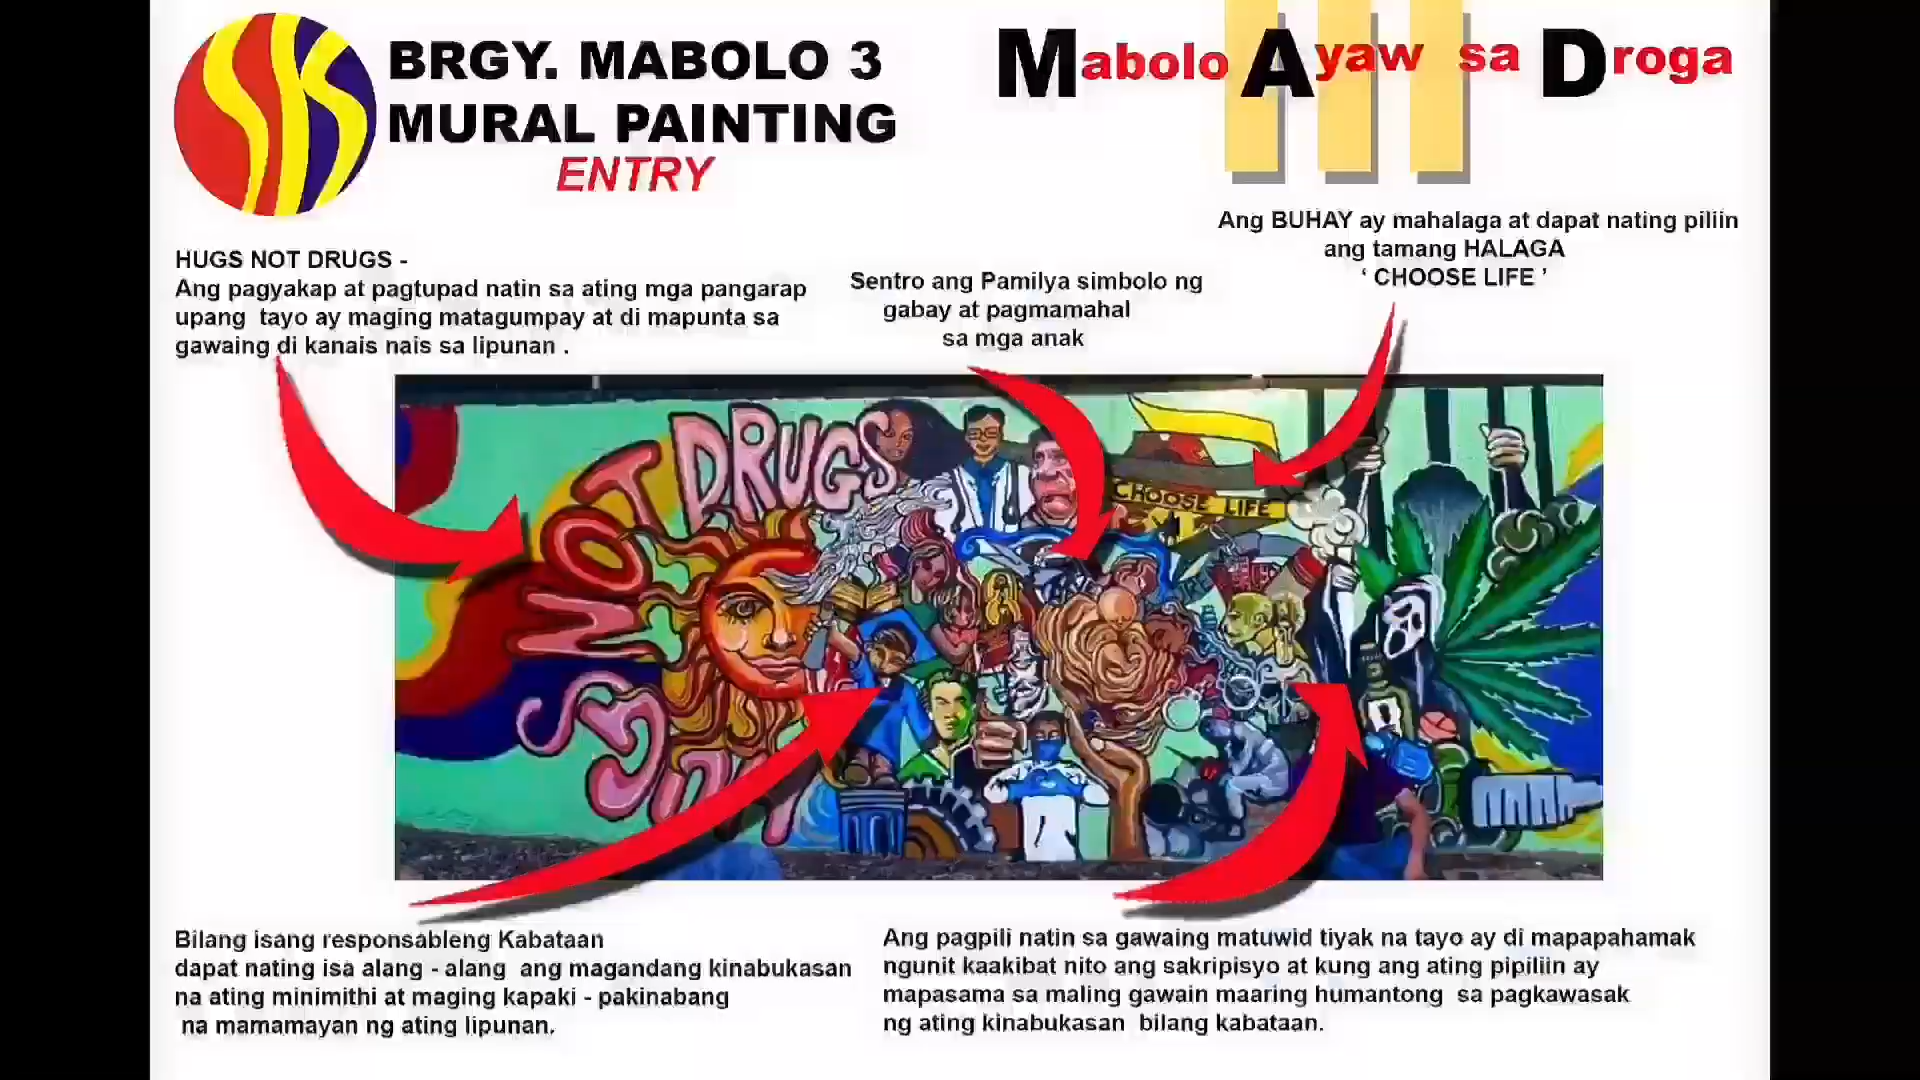 SK
BRGY. MABOLO 3
MURAL PAINTING
ENTRY
Mabolo Ayaw sa Droga
III
HUGS NOT DRUGS -
Ang pagyakap at pagtupad natin sa ating mga pangarap
upang tayo ay maging matagumpay at di mapunta sa
gawaing di kanais nais sa lipunan .
Sentro ang Pamilya simbolo ng
gabay at pagmamahal
sa mga anak
Ang BUHAY ay mahalaga at dapat nating piliin
ang tamang HALAGA
‘ CHOOSE LIFE ’
HUGS NOT DRUGS
CHOOSE LIFE
Bilang isang responsableng Kabataan
dapat nating isa alang - alang ang magandang kinabukasan
na ating minimithi at maging kapaki - pakinabang
na mamamayan ng ating lipunan.
Ang pagpili natin sa gawaing matuwid tiyak na tayo ay di mapapahamak
ngunit kaakibat nito ang sakripisyo at kung ang ating pipiliin ay
mapasama sa maling gawain maaring humantong sa pagkawasak
ng ating kinabukasan bilang kabataan.